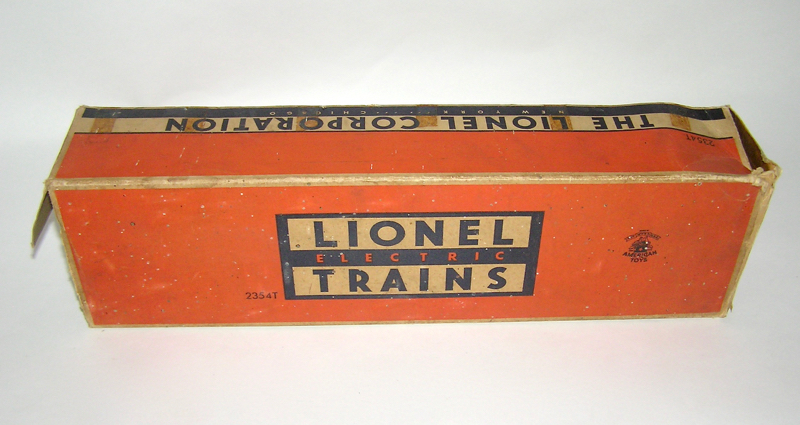 NEW YORK · · · · · CHICAGO
THE LIONEL CORPORATION
2354T
LIONEL
ELECTRIC
TRAINS
2354T
AMERICAN
TOYS